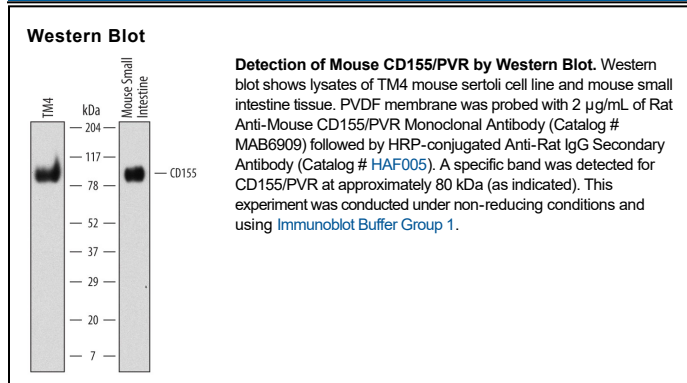 Western Blot
TM4
kDa
Mouse Small
Intestine
204
117
CD155
78
52
37
29
20
7
Detection of Mouse CD155/PVR by Western Blot. Western
blot shows lysates of TM4 mouse sertoli cell line and mouse small
intestine tissue. PVDF membrane was probed with 2 µg/mL of Rat
Anti-Mouse CD155/PVR Monoclonal Antibody (Catalog #
MAB6909) followed by HRP-conjugated Anti-Rat IgG Secondary
Antibody (Catalog # HAF005). A specific band was detected for
CD155/PVR at approximately 80 kDa (as indicated). This
experiment was conducted under non-reducing conditions and
using Immunoblot Buffer Group 1.